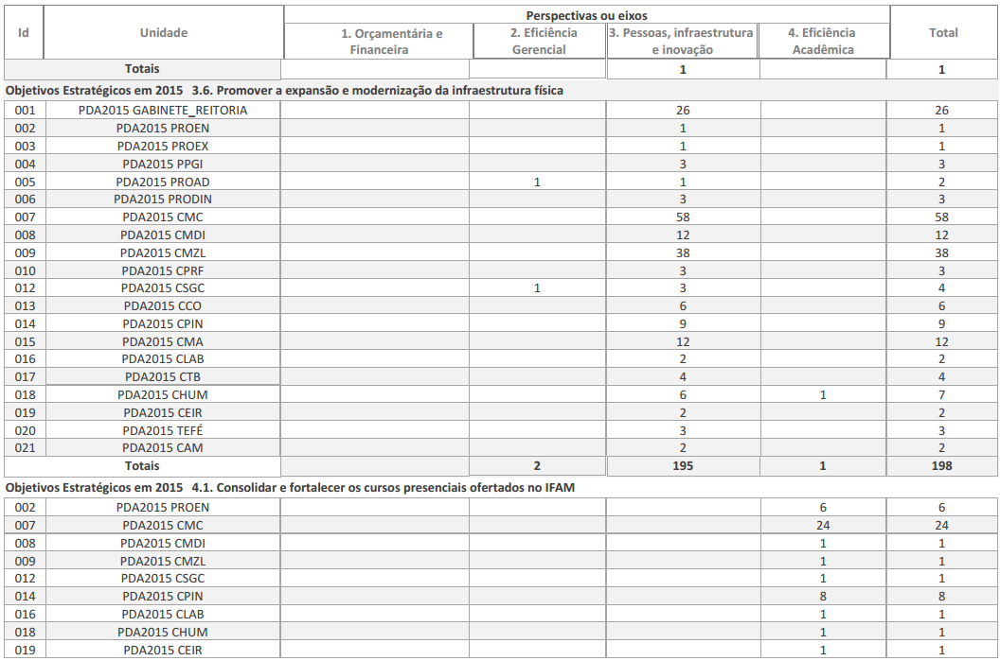 Id Unidade Perspectivas ou eixos Total
1. Orçamentária e Financeira 2. Eficiência Gerencial 3. Pessoas, infraestrutura e inovação 4. Eficiência Acadêmica
Totais 1 1
Objetivos Estratégicos em 2015 3.6. Promover a expansão e modernização da infraestrutura física
001 PDA2015 GABINETE_REITORIA 26 26
002 PDA2015 PROEN 1 1
003 PDA2015 PROEX 1 1
004 PDA2015 PPGI 3 3
005 PDA2015 PROAD 1 1 2
006 PDA2015 PRODIN 3 3
007 PDA2015 CMC 58 58
008 PDA2015 CMDI 12 12
009 PDA2015 CMZL 38 38
010 PDA2015 CPRF 3 3
012 PDA2015 CSGC 1 3 4
013 PDA2015 CCO 6 6
014 PDA2015 CPIN 9 9
015 PDA2015 CMA 12 12
016 PDA2015 CLAB 2 2
017 PDA2015 CTB 4 4
018 PDA2015 CHUM 6 1 7
019 PDA2015 CEIR 2 2
020 PDA2015 TEFÉ 3 3
021 PDA2015 CAM 2 2
Totais 2 195 1 198
Objetivos Estratégicos em 2015 4.1. Consolidar e fortalecer os cursos presenciais ofertados no IFAM
002 PDA2015 PROEN 6 6
007 PDA2015 CMC 24 24
008 PDA2015 CMDI 1 1
009 PDA2015 CMZL 1 1
012 PDA2015 CSGC 1 1
014 PDA2015 CPIN 8 8
016 PDA2015 CLAB 1 1
018 PDA2015 CHUM 1 1
019 PDA2015 CEIR 1 1